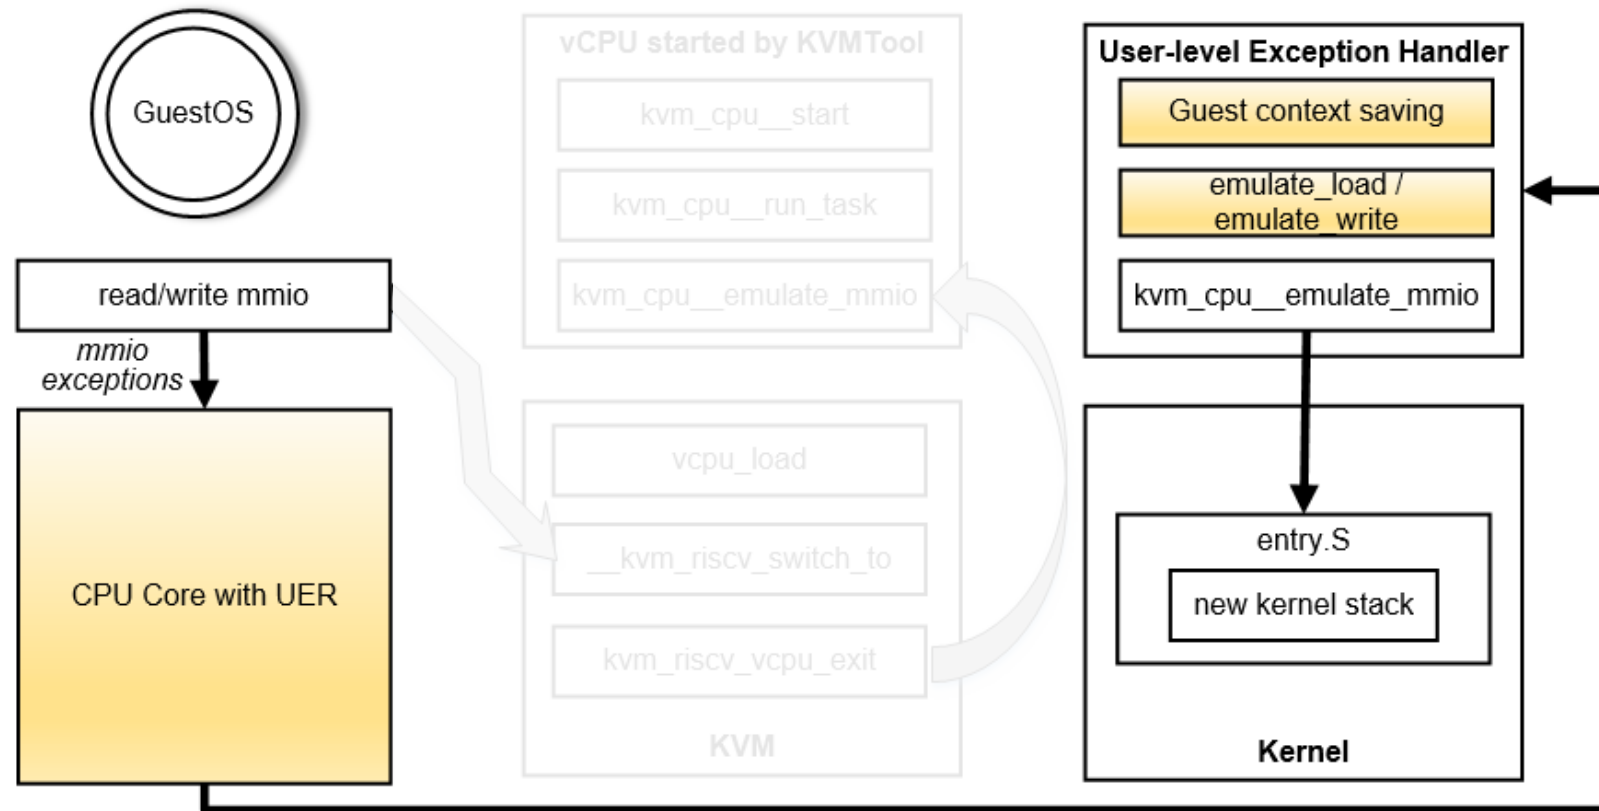 GuestOS
read/write mmio
mmio
exceptions
CPU Core with UER
vCPU started by KVMTool
kvm_cpu__start
kvm_cpu__run_task
kvm_cpu__emulate_mmio
vcpu_load
__kvm_riscv_switch_to
kvm_riscv_vcpu_exit
KVM
User-level Exception Handler
Guest context saving
emulate_load /
emulate_write
kvm_cpu__emulate_mmio
entry.S
new kernel stack
Kernel